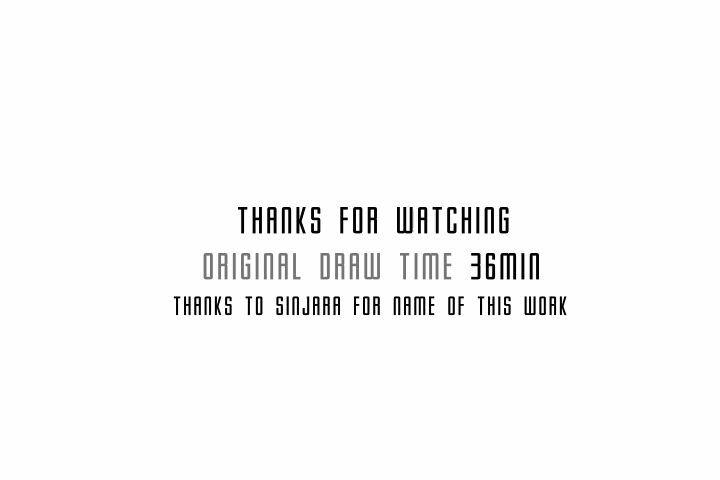 THANKS FOR WATCHING
ORIGINAL DRAW TIME 36MIN
THANKS TO SINJARA FOR NAME OF THIS WORK